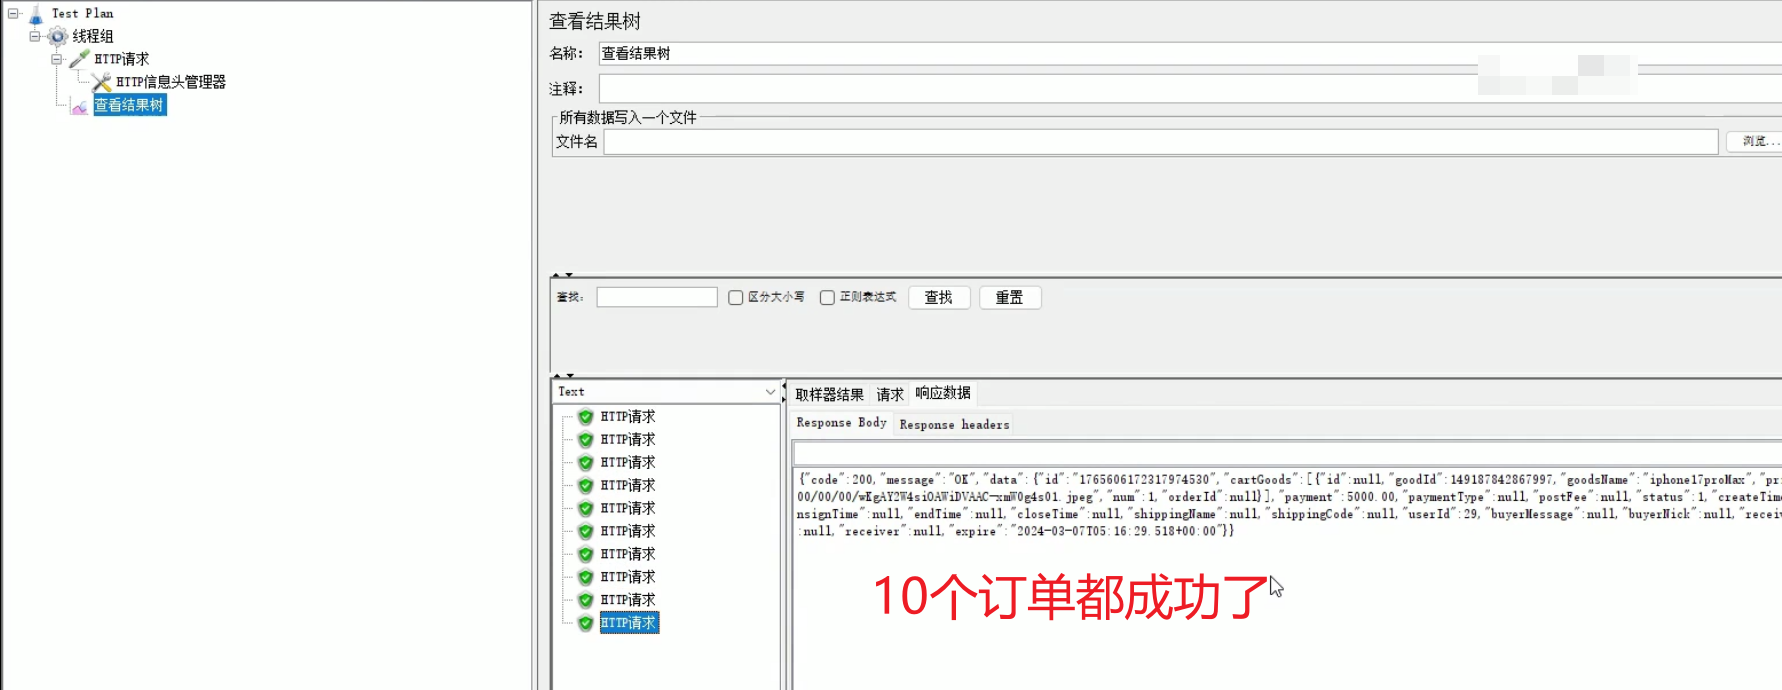 Test Plan
线程组
HTTP请求
HTTP信息头管理器
查看结果树
查看结果树
名称： 查看结果树
注释：
所有数据写入一个文件
文件名
浏览...
查找： 区分大小写 正则表达式 查找 重置
Text
HTTP请求
HTTP请求
HTTP请求
HTTP请求
HTTP请求
HTTP请求
HTTP请求
HTTP请求
HTTP请求
HTTP请求
取样器结果 请求 响应数据
Response Body Response headers
{"code":200,"message":"OK","data":{"id":"1765606172317974530","cartGoods":[{"id":null,"goodId":149187842867997,"goodsName":"iphone17proMax","pri
00/00/00/wKgAY2W4siOAWiDVAAC-xmW0g4s01.jpeg","num":1,"orderId":null}],"payment":5000.00,"paymentType":null,"postFee":null,"status":1,"createTime
nsignTime":null,"endTime":null,"closeTime":null,"shippingName":null,"shippingCode":null,"userId":29,"buyerMessage":null,"buyerNick":null,"receiv
:null,"receiver":null,"expire":"2024-03-07T05:16:29.518+00:00"}}
10个订单都成功了